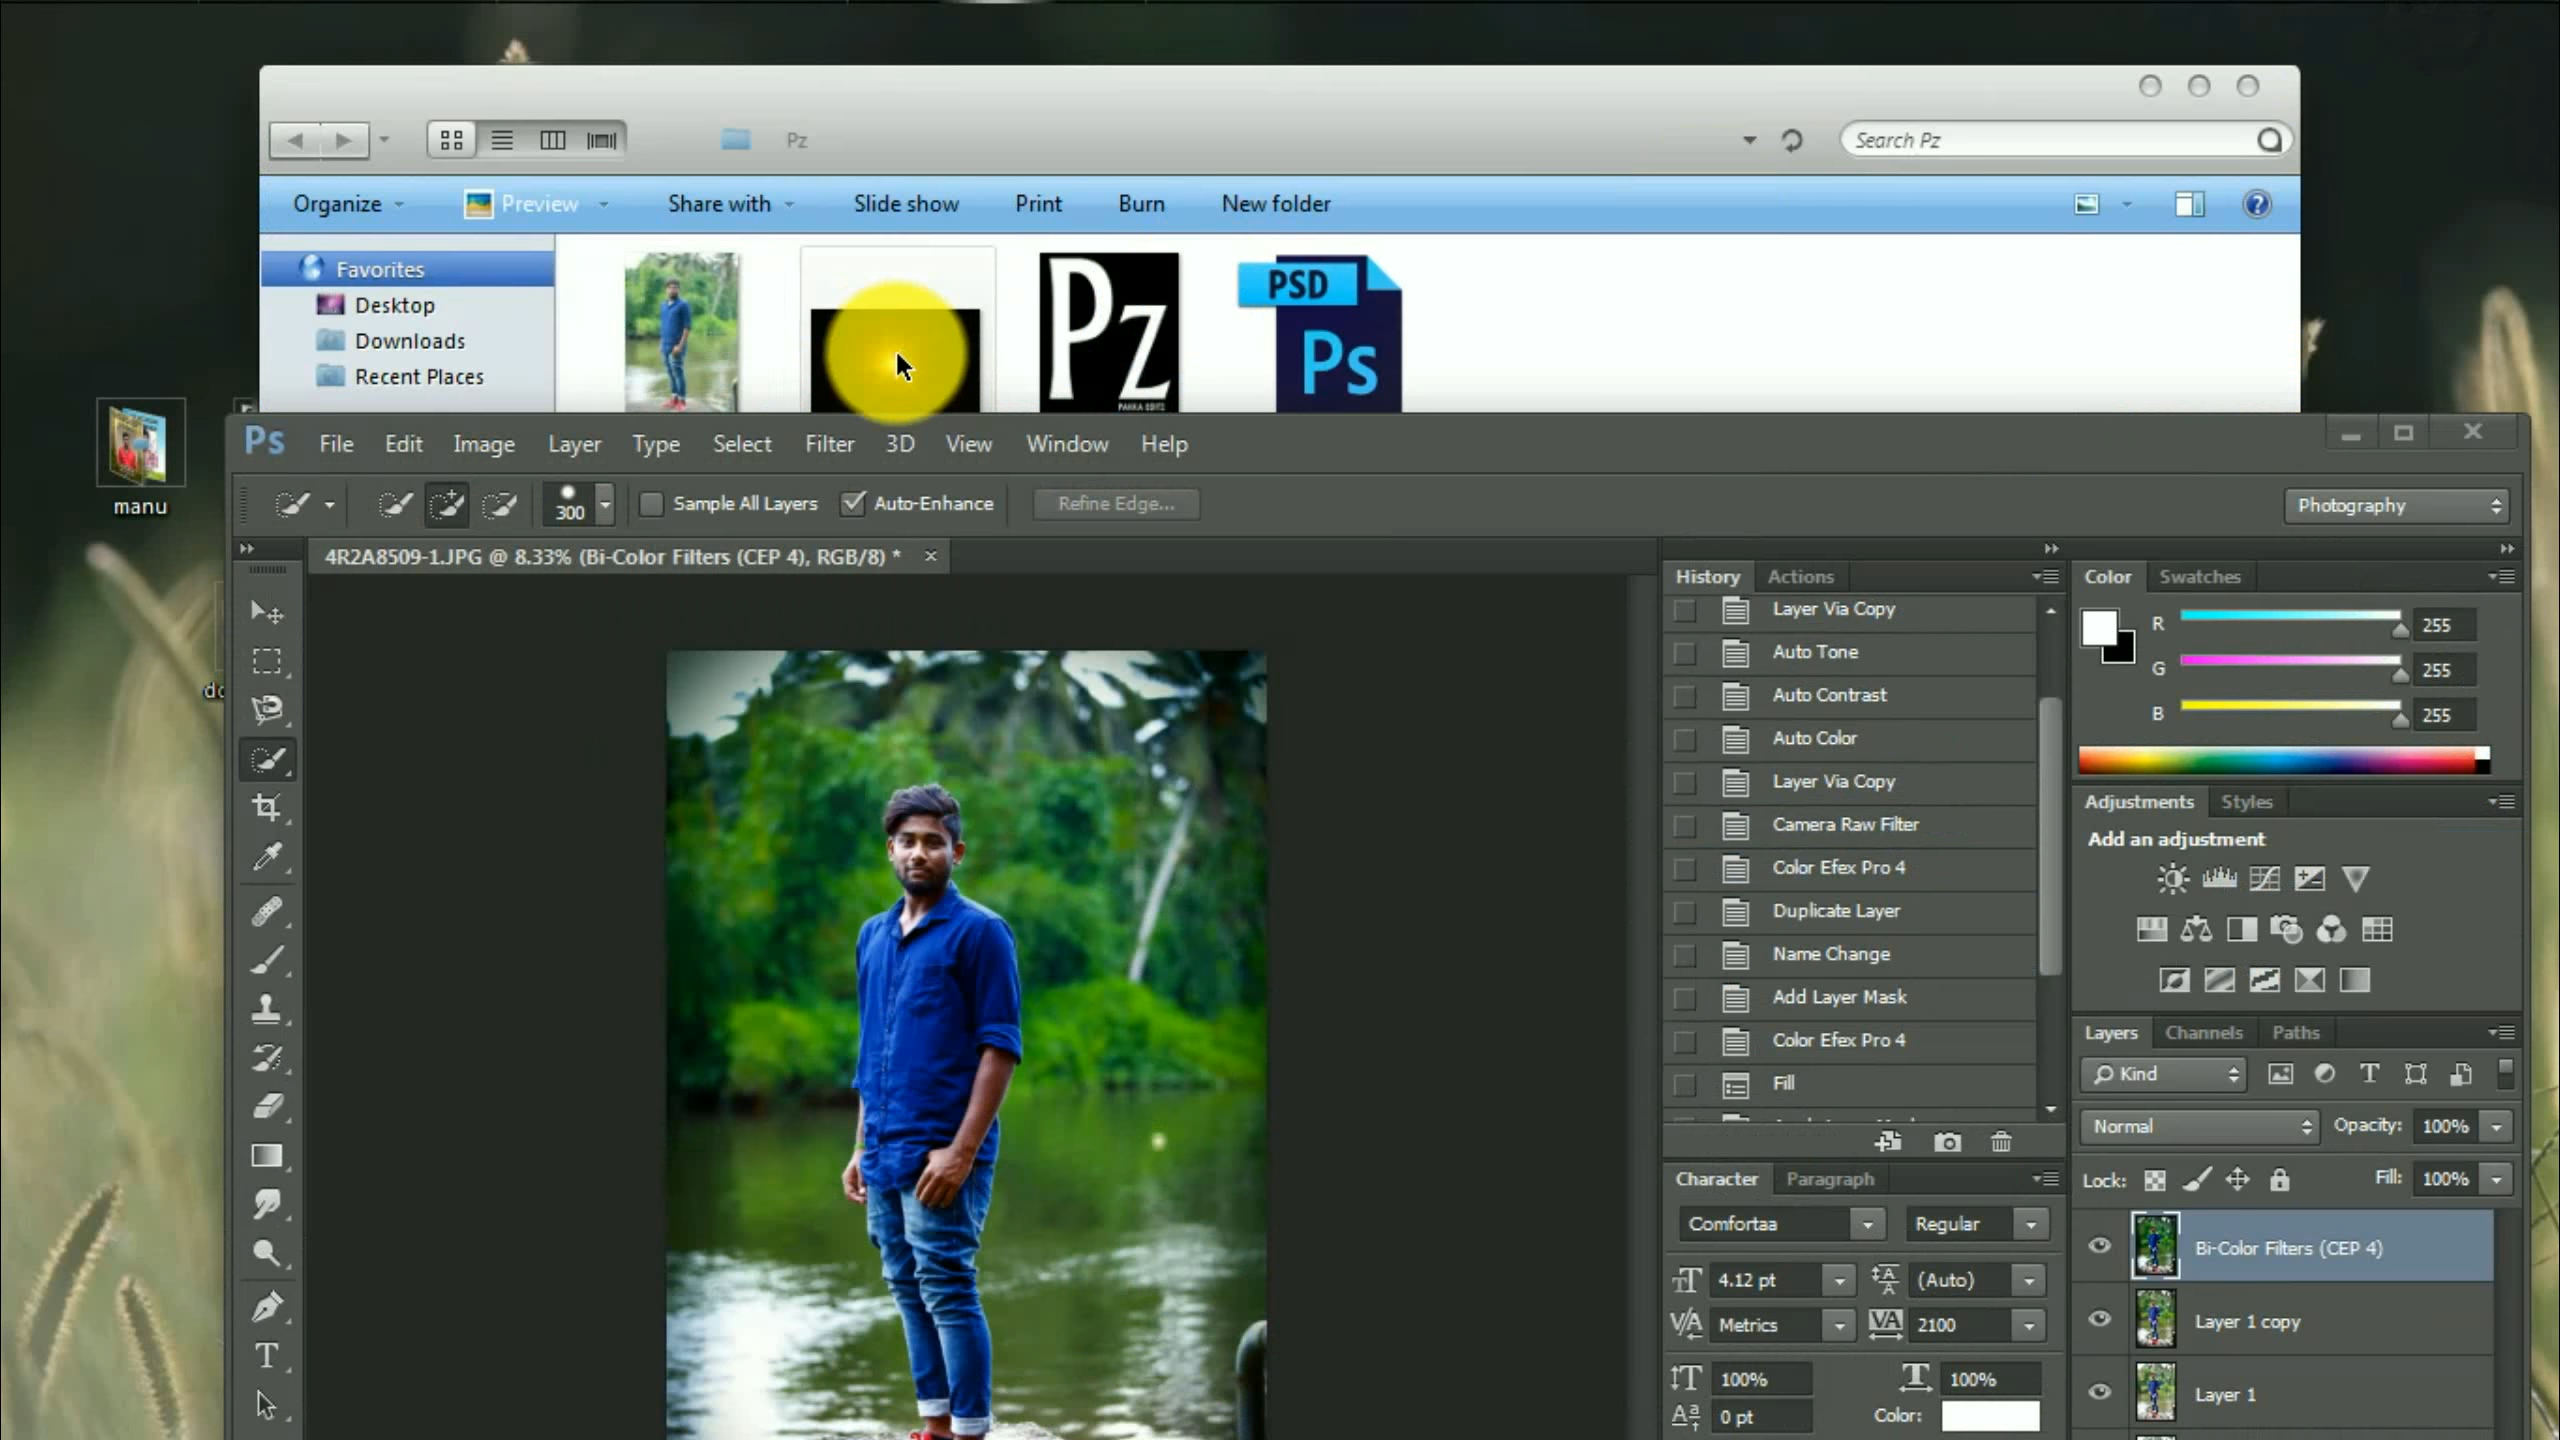 Pz
Search Pz
Organize
Preview
Share with
Slide show
Print
Burn
New folder
Favorites
Desktop
Downloads
Recent Places
Pz
PSD
Ps
manu
Ps
File
Edit
Image
Layer
Type
Select
Filter
3D
View
Window
Help
300
Sample All Layers
Auto-Enhance
Refine Edge...
Photography
4R2A8509-1.JPG @ 8.33% (Bi-Color Filters (CEP 4), RGB/8) *
History
Actions
Layer Via Copy
Auto Tone
Auto Contrast
Auto Color
Layer Via Copy
Camera Raw Filter
Color Efex Pro 4
Duplicate Layer
Name Change
Add Layer Mask
Color Efex Pro 4
Fill
Character
Paragraph
Comfortaa
Regular
4.12 pt
(Auto)
Metrics
2100
100%
100%
0 pt
Color:
Color
Swatches
R
255
G
255
B
255
Adjustments
Styles
Add an adjustment
Layers
Channels
Paths
Kind
Normal
Opacity:
100%
Lock:
Fill:
100%
Bi-Color Filters (CEP 4)
Layer 1 copy
Layer 1